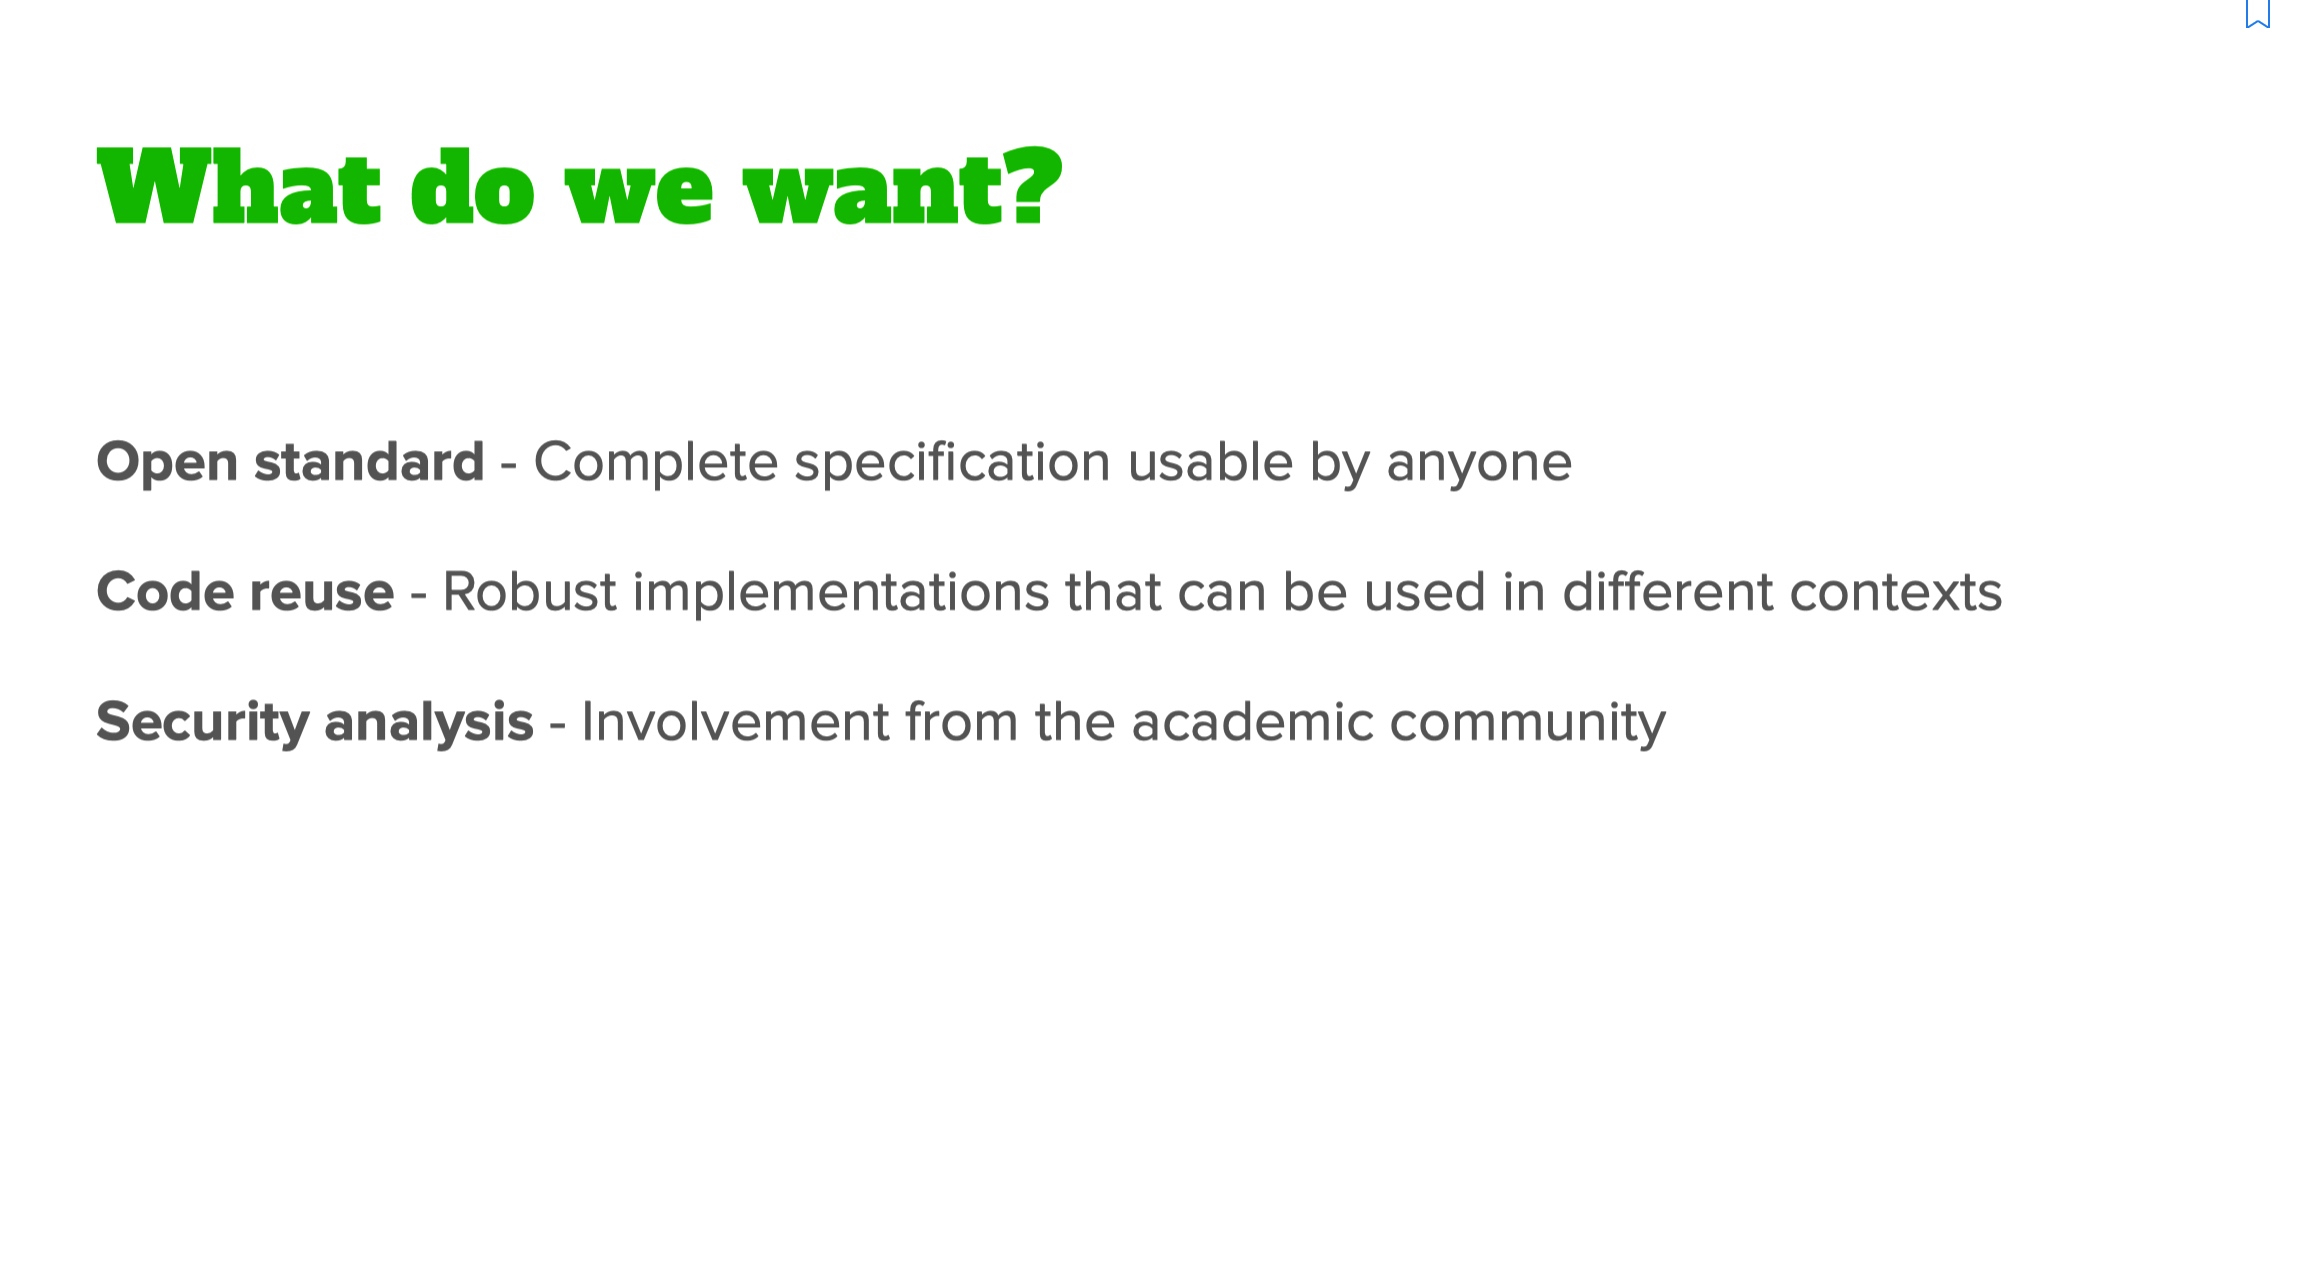 What do we want?
Open standard - Complete specification usable by anyone
Code reuse - Robust implementations that can be used in different contexts
Security analysis - Involvement from the academic community